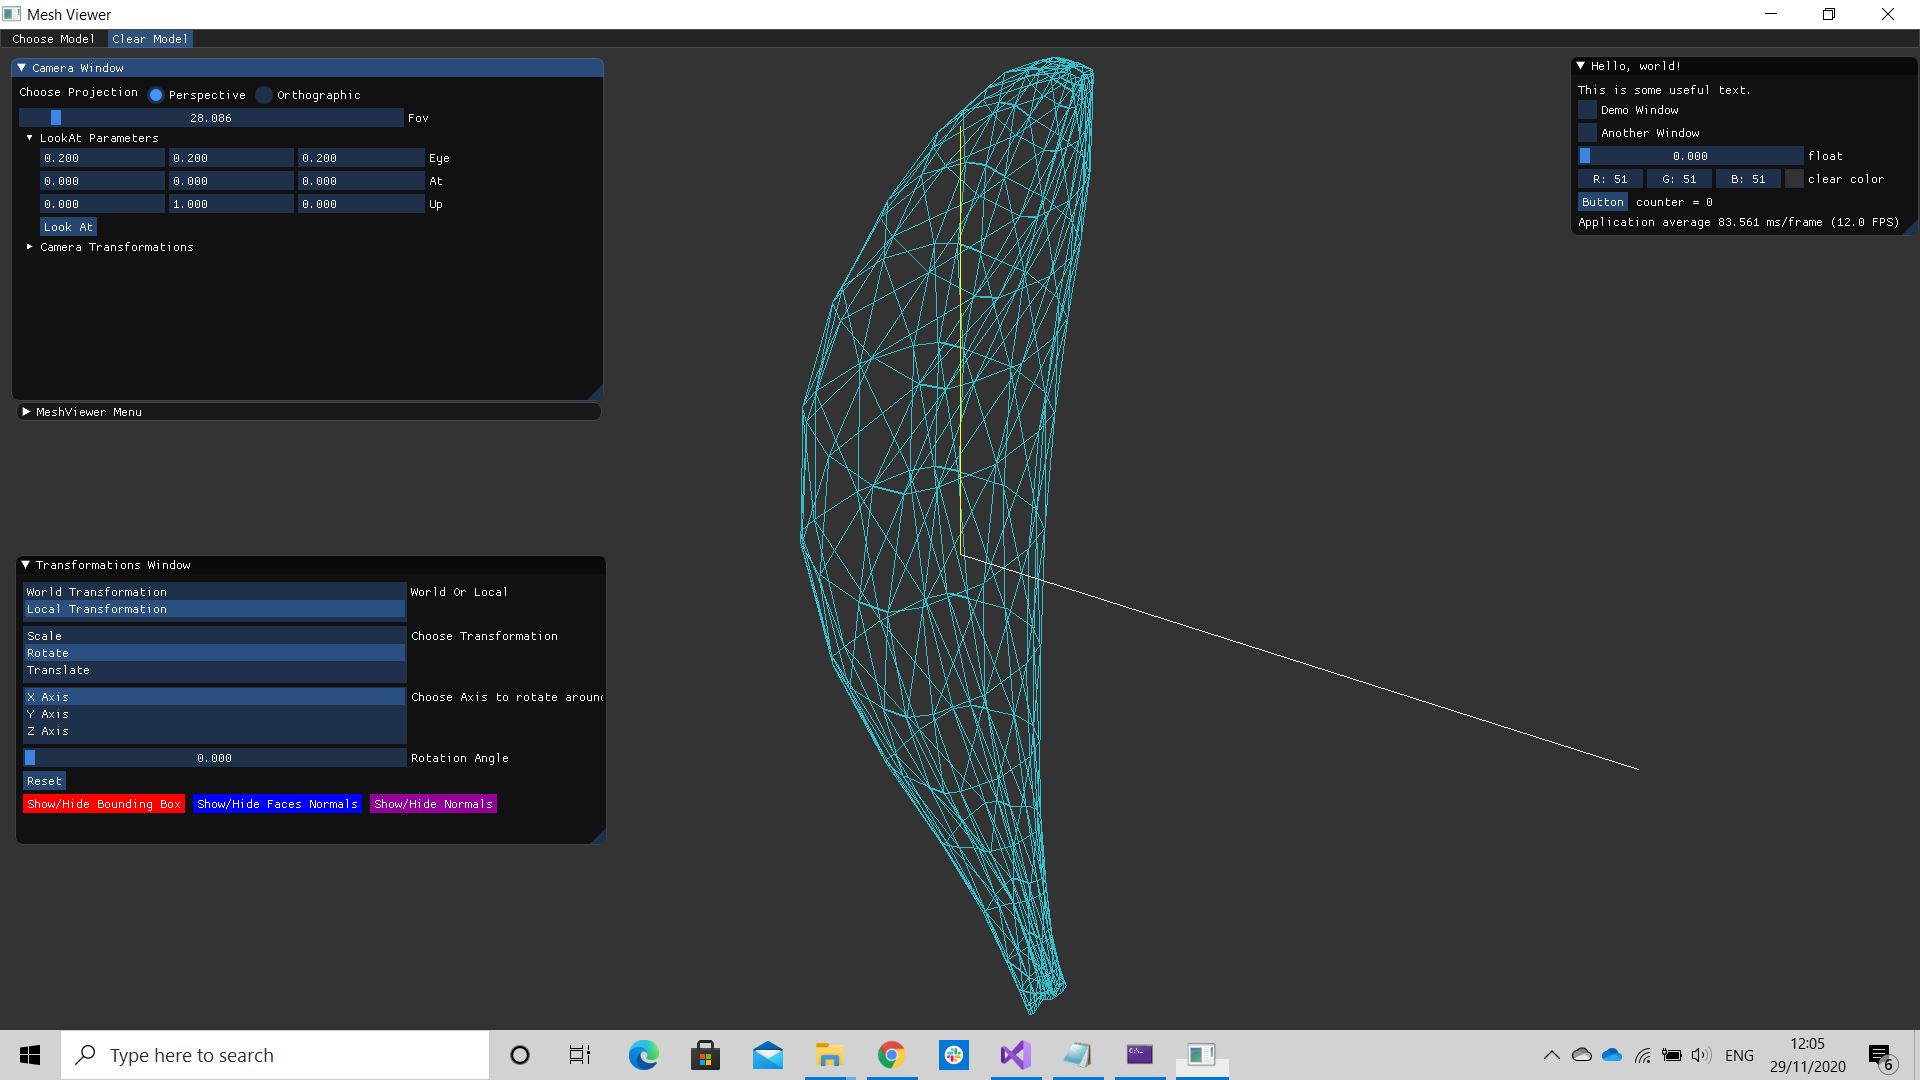 Mesh Viewer
Choose Model Clear Model
Camera Window
Choose Projection Perspective Orthographic
28.086 Fov
LookAt Parameters
0.200 0.200 0.200 Eye
0.000 0.000 0.000 At
0.000 1.000 0.000 Up
Look At
Camera Transformations
MeshViewer Menu
Transformations Window
World Transformation World Or Local
Local Transformation
Scale Choose Transformation
Rotate
Translate
X Axis Choose Axis to rotate aroun
Y Axis
Z Axis
0.000 Rotation Angle
Reset
Show/Hide Bounding Box Show/Hide Faces Normals Show/Hide Normals
Hello, world!
This is some useful text.
Demo Window
Another Window
0.000 float
R: 51 G: 51 B: 51 clear color
Button counter = 0
Application average 83.561 ms/frame (12.0 FPS)
Type here to search
C:\_
ENG
12:05
29/11/2020
6